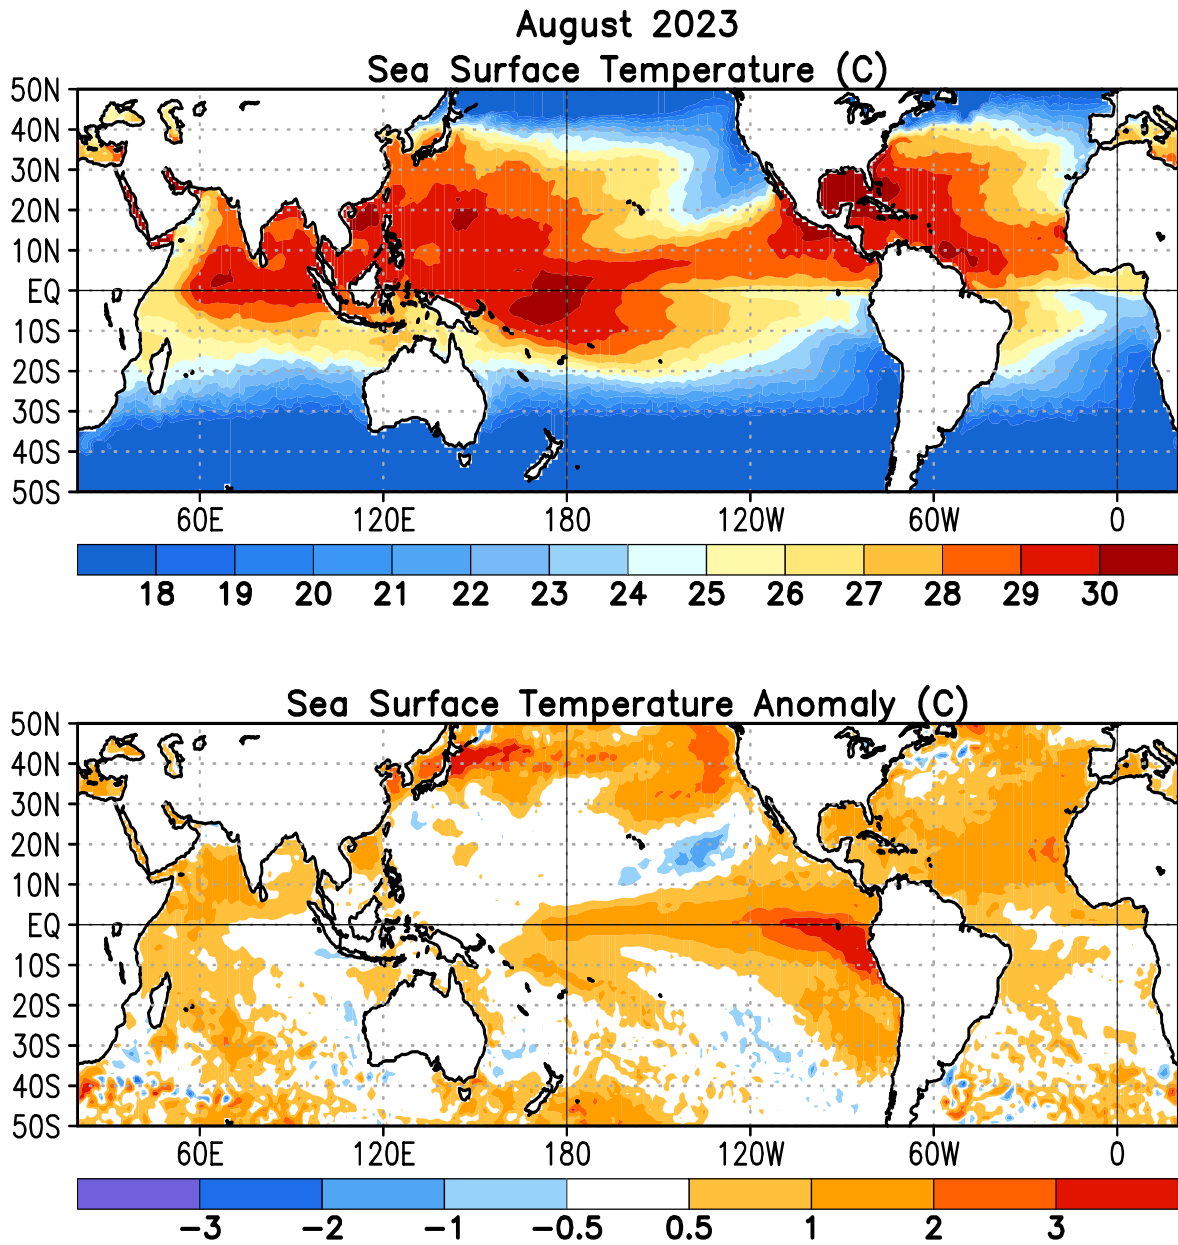 August 2023
Sea Surface Temperature (C)
50N
40N
30N
20N
10N
EQ
10S
20S
30S
40S
50S
60E 120E 180 120W 60W 0
18 19 20 21 22 23 24 25 26 27 28 29 30
Sea Surface Temperature Anomaly (C)
50N
40N
30N
20N
10N
EQ
10S
20S
30S
40S
50S
60E 120E 180 120W 60W 0
−3 −2 −1 −0.5 0.5 1 2 3